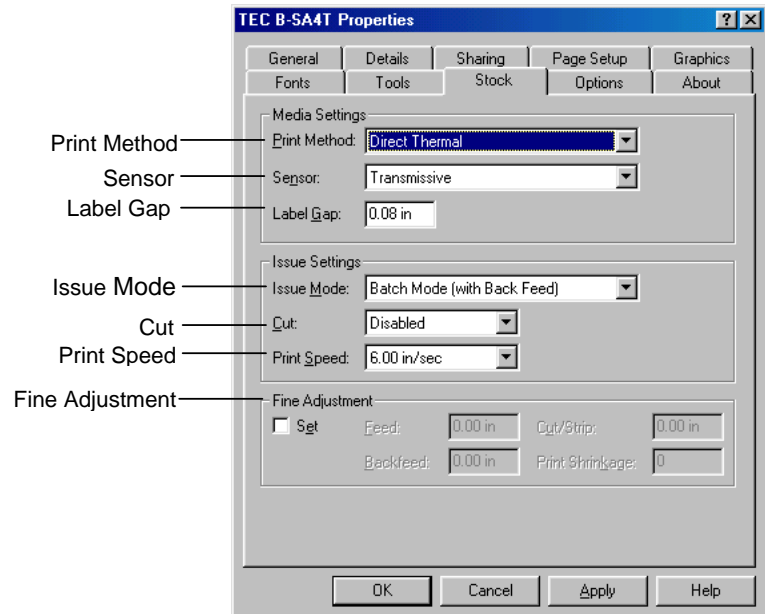 TEC B-SA4T Properties
General Details Sharing Page Setup Graphics
Fonts Tools Stock Options About
Media Settings
Print Method Print Method: Direct Thermal
Sensor Sensor: Transmissive
Label Gap Label Gap: 0.08 in
Issue Settings
Issue Mode Issue Mode: Batch Mode (with Back Feed)
Cut Cut: Disabled
Print Speed Print Speed: 6.00 in/sec
Fine Adjustment Fine Adjustment
Set Feed: 0.00 in Cut/Strip: 0.00 in
Backfeed: 0.00 in Print Shrinkage: 0
OK Cancel Apply Help